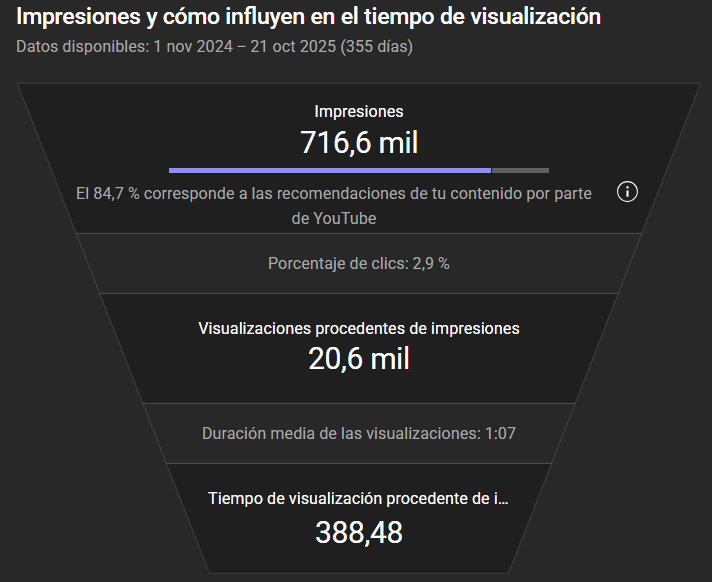 Impresiones y cómo influyen en el tiempo de visualización
Datos disponibles: 1 nov 2024 – 21 oct 2025 (355 días)
Impresiones
716,6 mil
El 84,7 % corresponde a las recomendaciones de tu contenido por parte
de YouTube
Porcentaje de clics: 2,9 %
Visualizaciones procedentes de impresiones
20,6 mil
Duración media de las visualizaciones: 1:07
Tiempo de visualización procedente de i...
388,48